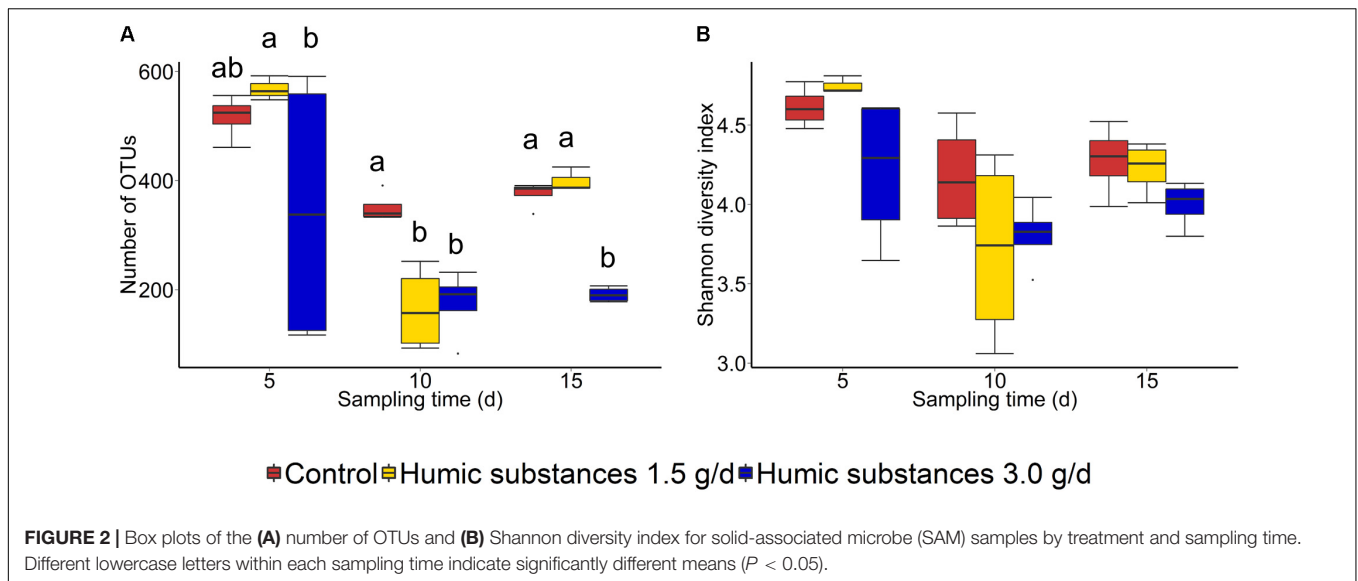 A
B
a b
ab
600
a
a a
400
b b
b
200
Number of OTUs
5 10 15
Sampling time (d)
4.5
4.0
3.5
3.0
Shannon diversity index
5 10 15
Sampling time (d)
Control Humic substances 1.5 g/d Humic substances 3.0 g/d
FIGURE 2 | Box plots of the (A) number of OTUs and (B) Shannon diversity index for solid-associated microbe (SAM) samples by treatment and sampling time.
Different lowercase letters within each sampling time indicate significantly different means (P < 0.05).